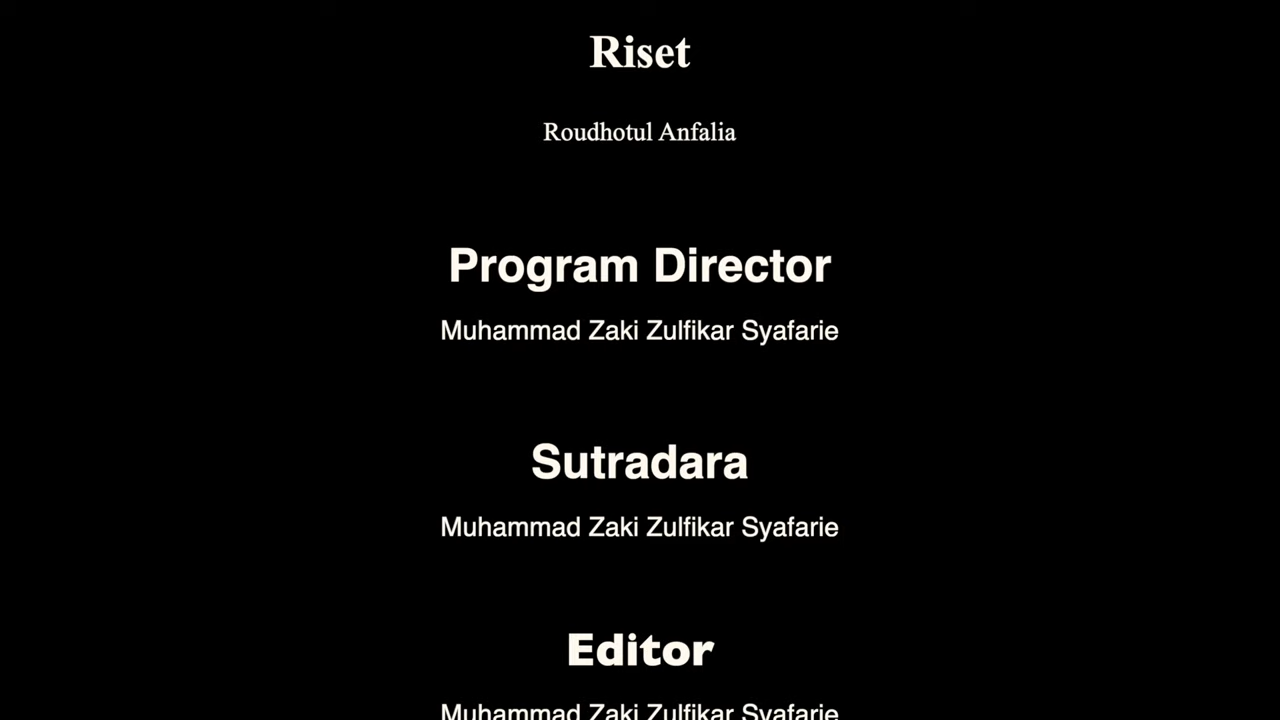 Riset
Roudhotul Anfalia
Program Director
Muhammad Zaki Zulfikar Syafarie
Sutradara
Muhammad Zaki Zulfikar Syafarie
Editor
Muhammad Zaki Zulfikar Syafarie